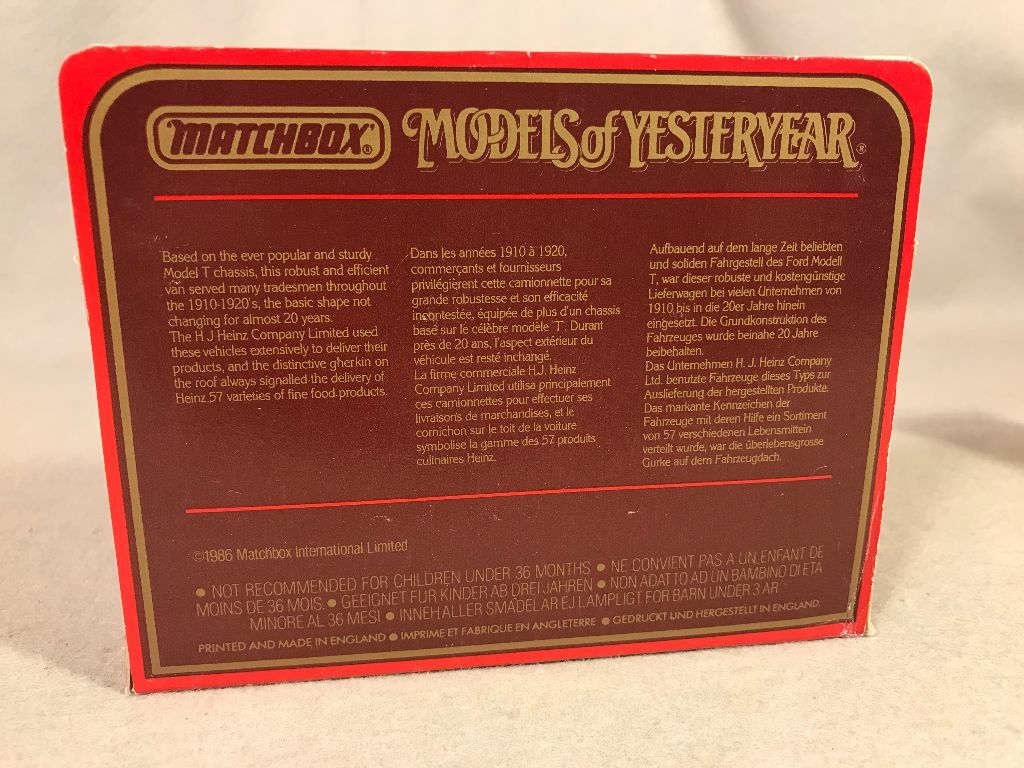 MATCHBOX® MODELS of YESTERYEAR®
Based on the ever popular and sturdy
Model T chassis, this robust and efficient
van served many tradesmen throughout
the 1910-1920's, the basic shape not
changing for almost 20 years.
The H J Heinz Company Limited used
these vehicles extensively to deliver their
products, and the distinctive gherkin on
the roof always signalled the delivery of
Heinz 57 varieties of fine food products.
Dans les années 1910 à 1920,
commerçants et fournisseurs
privilégièrent cette camionnette pour sa
grande robustesse et son efficacité
incontestée, équipée de plus d'un chassis
basé sur le célèbre modèle 'T'. Durant
près de 20 ans, l'aspect extérieur du
véhicule est resté inchangé.
La firme commerciale H.J. Heinz
Company Limited utilisa principalement
ces camionnettes pour effectuer ses
livraisons de marchandises, et le
cornichon sur le toit de la voiture
symbolise la gamme des 57 produits
culinaires Heinz.
Aufbauend auf dem lange Zeit beliebten
und soliden Fahrgestell des Ford Modell
T, war dieser robuste und kostengünstige
Lieferwagen bei vielen Unternehmen von
1910 bis in die 20er Jahre hinein
eingesetzt. Die Grundkonstruktion des
Fahrzeuges wurde beinahe 20 Jahre
beibehalten.
Das Unternehmen H. J. Heinz Company
Ltd. benutzte Fahrzeuge dieses Typs zur
Auslieferung der hergestellten Produkte.
Das markante Kennzeichen der
Fahrzeuge mit deren Hilfe ein Sortiment
von 57 verschiedenen Lebensmitteln
verteilt wurde, war die überlebensgrosse
Gurke auf dem Fahrzeugdach.
©1986 Matchbox International Limited
● NOT RECOMMENDED FOR CHILDREN UNDER 36 MONTHS ● NE CONVIENT PAS A UN ENFANT DE
MOINS DE 36 MOIS. ● GEEIGNET FUR KINDER AB DREI JAHREN ● NON ADATTO AD UN BAMBINO DI ETA
MINORE AL 36 MESI ● INNEHALLER SMADELAR EJ LAMPLIGT FOR BARN UNDER 3 AR
PRINTED AND MADE IN ENGLAND ● IMPRIME ET FABRIQUE EN ANGLETERRE ● GEDRUCKT UND HERGESTELLT IN ENGLAND.